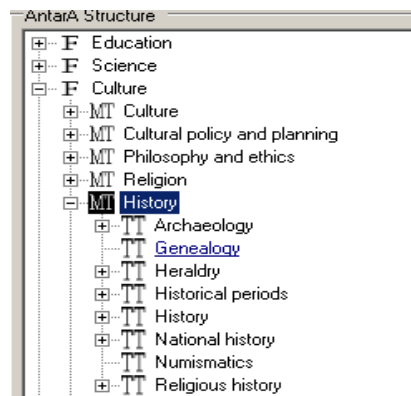 AntarA Structure
F Education
F Science
F Culture
MT Culture
MT Cultural policy and planning
MT Philosophy and ethics
MT Religion
MT History
TT Archaeology
TT Genealogy
TT Heraldry
TT Historical periods
TT History
TT National history
TT Numismatics
TT Religious history